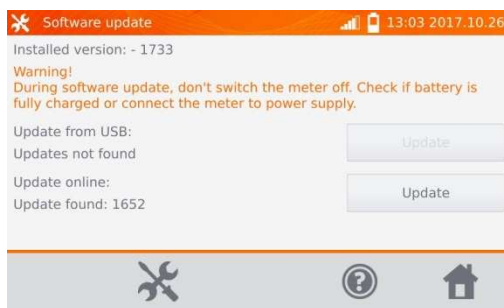 Software update
13:03 2017.10.26
Installed version: - 1733
Warning!
During software update, don't switch the meter off. Check if battery is
fully charged or connect the meter to power supply.
Update from USB:
Update
Updates not found
Update online:
Update
Update found: 1652
?